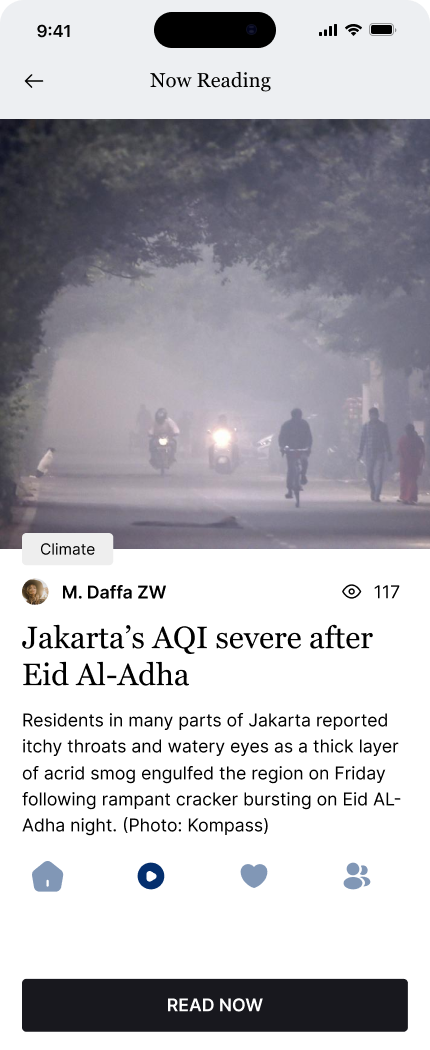 9:41
Now Reading
Climate
M. Daffa ZW
117
Jakarta’s AQI severe after
Eid Al-Adha
Residents in many parts of Jakarta reported
itchy throats and watery eyes as a thick layer
of acrid smog engulfed the region on Friday
following rampant cracker bursting on Eid AL-
Adha night. (Photo: Kompass)
READ NOW